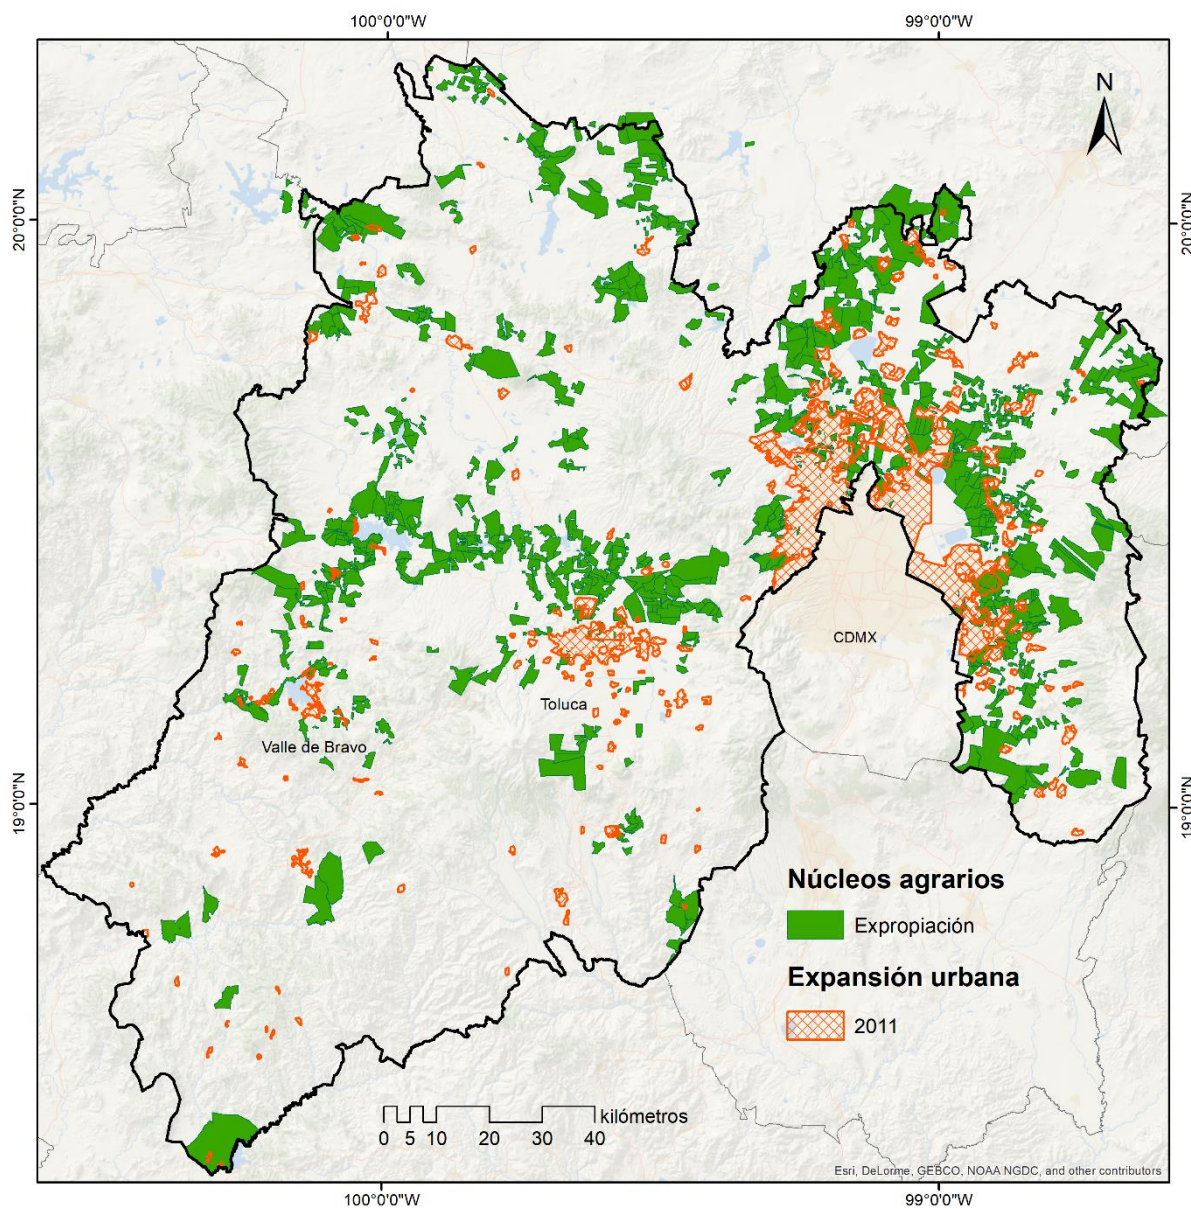 100°0'0"W
99°0'0"W
N
20°0'0"N
20°0'0"N
CDMX
Toluca
Valle de Bravo
19°0'0"N
19°0'0"N
Núcleos agrarios
Expropiación
Expansión urbana
2011
kilómetros
0 5 10 20 30 40
Esri, DeLorme, GEBCO, NOAA NGDC, and other contributors
100°0'0"W
99°0'0"W